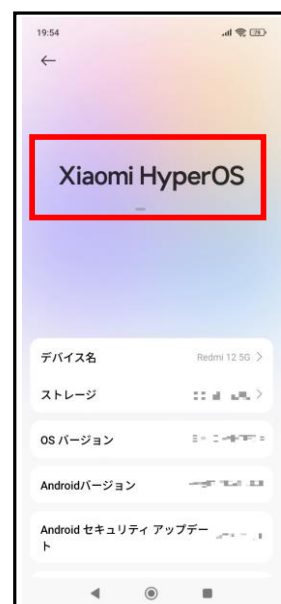 19:54
79
Xiaomi HyperOS
デバイス名
Redmi 12 5G
ストレージ
OS バージョン
Androidバージョン
Android セキュリティ アップデー
ト